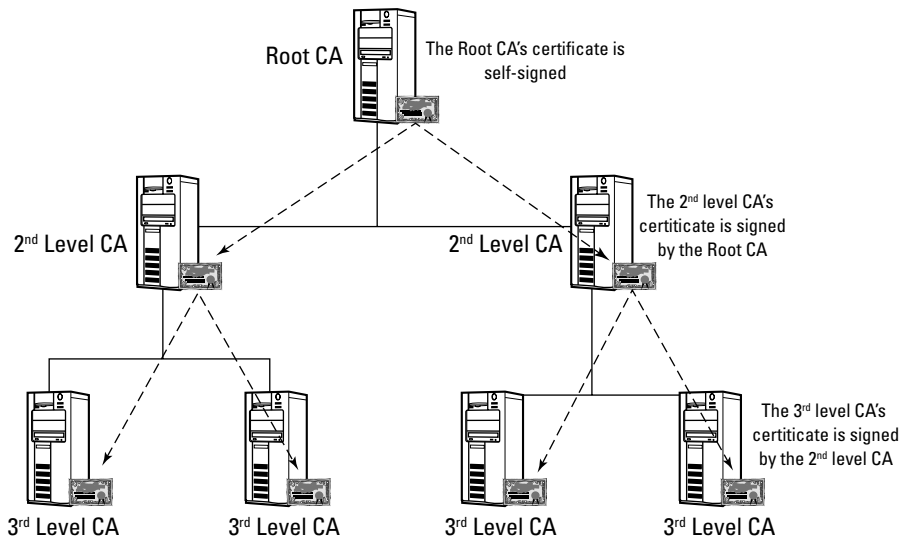 Root CA
The Root CA's certificate is
self-signed
2nd Level CA
2nd Level CA
The 2nd level CA's
certiticate is signed
by the Root CA
3rd Level CA
3rd Level CA
3rd Level CA
3rd Level CA
The 3rd level CA's
certiticate is signed
by the 2nd level CA